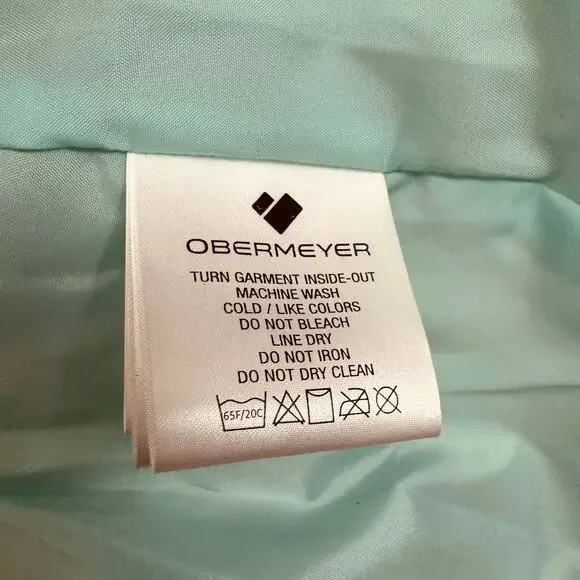 OBERMEYER
TURN GARMENT INSIDE-OUT
MACHINE WASH
COLD / LIKE COLORS
DO NOT BLEACH
LINE DRY
DO NOT IRON
DO NOT DRY CLEAN
65F/20C